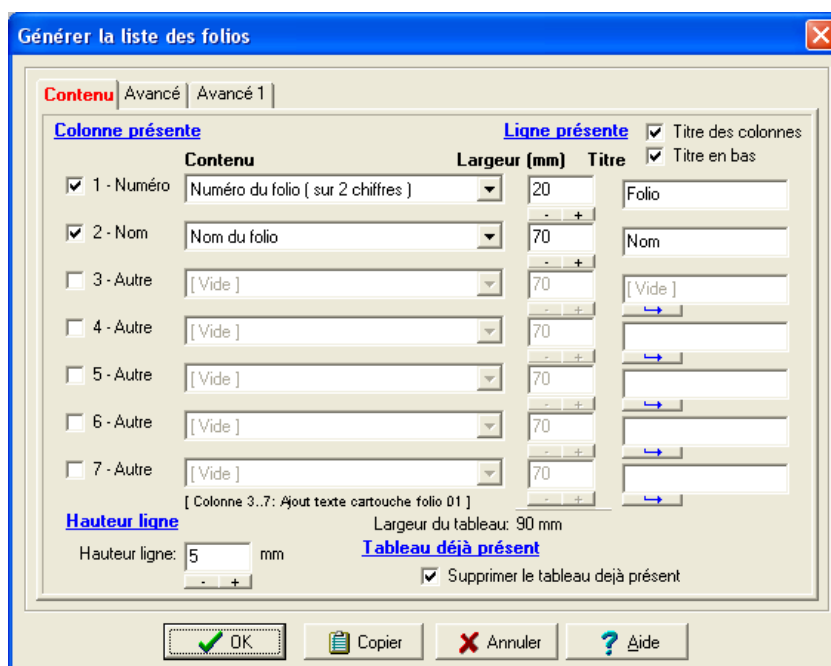 Générer la liste des folios
Contenu Avancé Avancé 1
Colonne présente Ligne présente Titre des colonnes
Contenu Largeur (mm) Titre Titre en bas
1 - Numéro Numéro du folio ( sur 2 chiffres ) 20 Folio
- +
2 - Nom Nom du folio 70 Nom
- +
3 - Autre [ Vide ] 70 [ Vide ]
- +
4 - Autre [ Vide ] 70
- +
5 - Autre [ Vide ] 70
- +
6 - Autre [ Vide ] 70
- +
7 - Autre [ Vide ] 70
- +
[ Colonne 3..7: Ajout texte cartouche folio 01 ]
Hauteur ligne Largeur du tableau: 90 mm
Hauteur ligne: 5 mm Tableau déjà présent
- + Supprimer le tableau dejà présent
OK Copier Annuler Aide